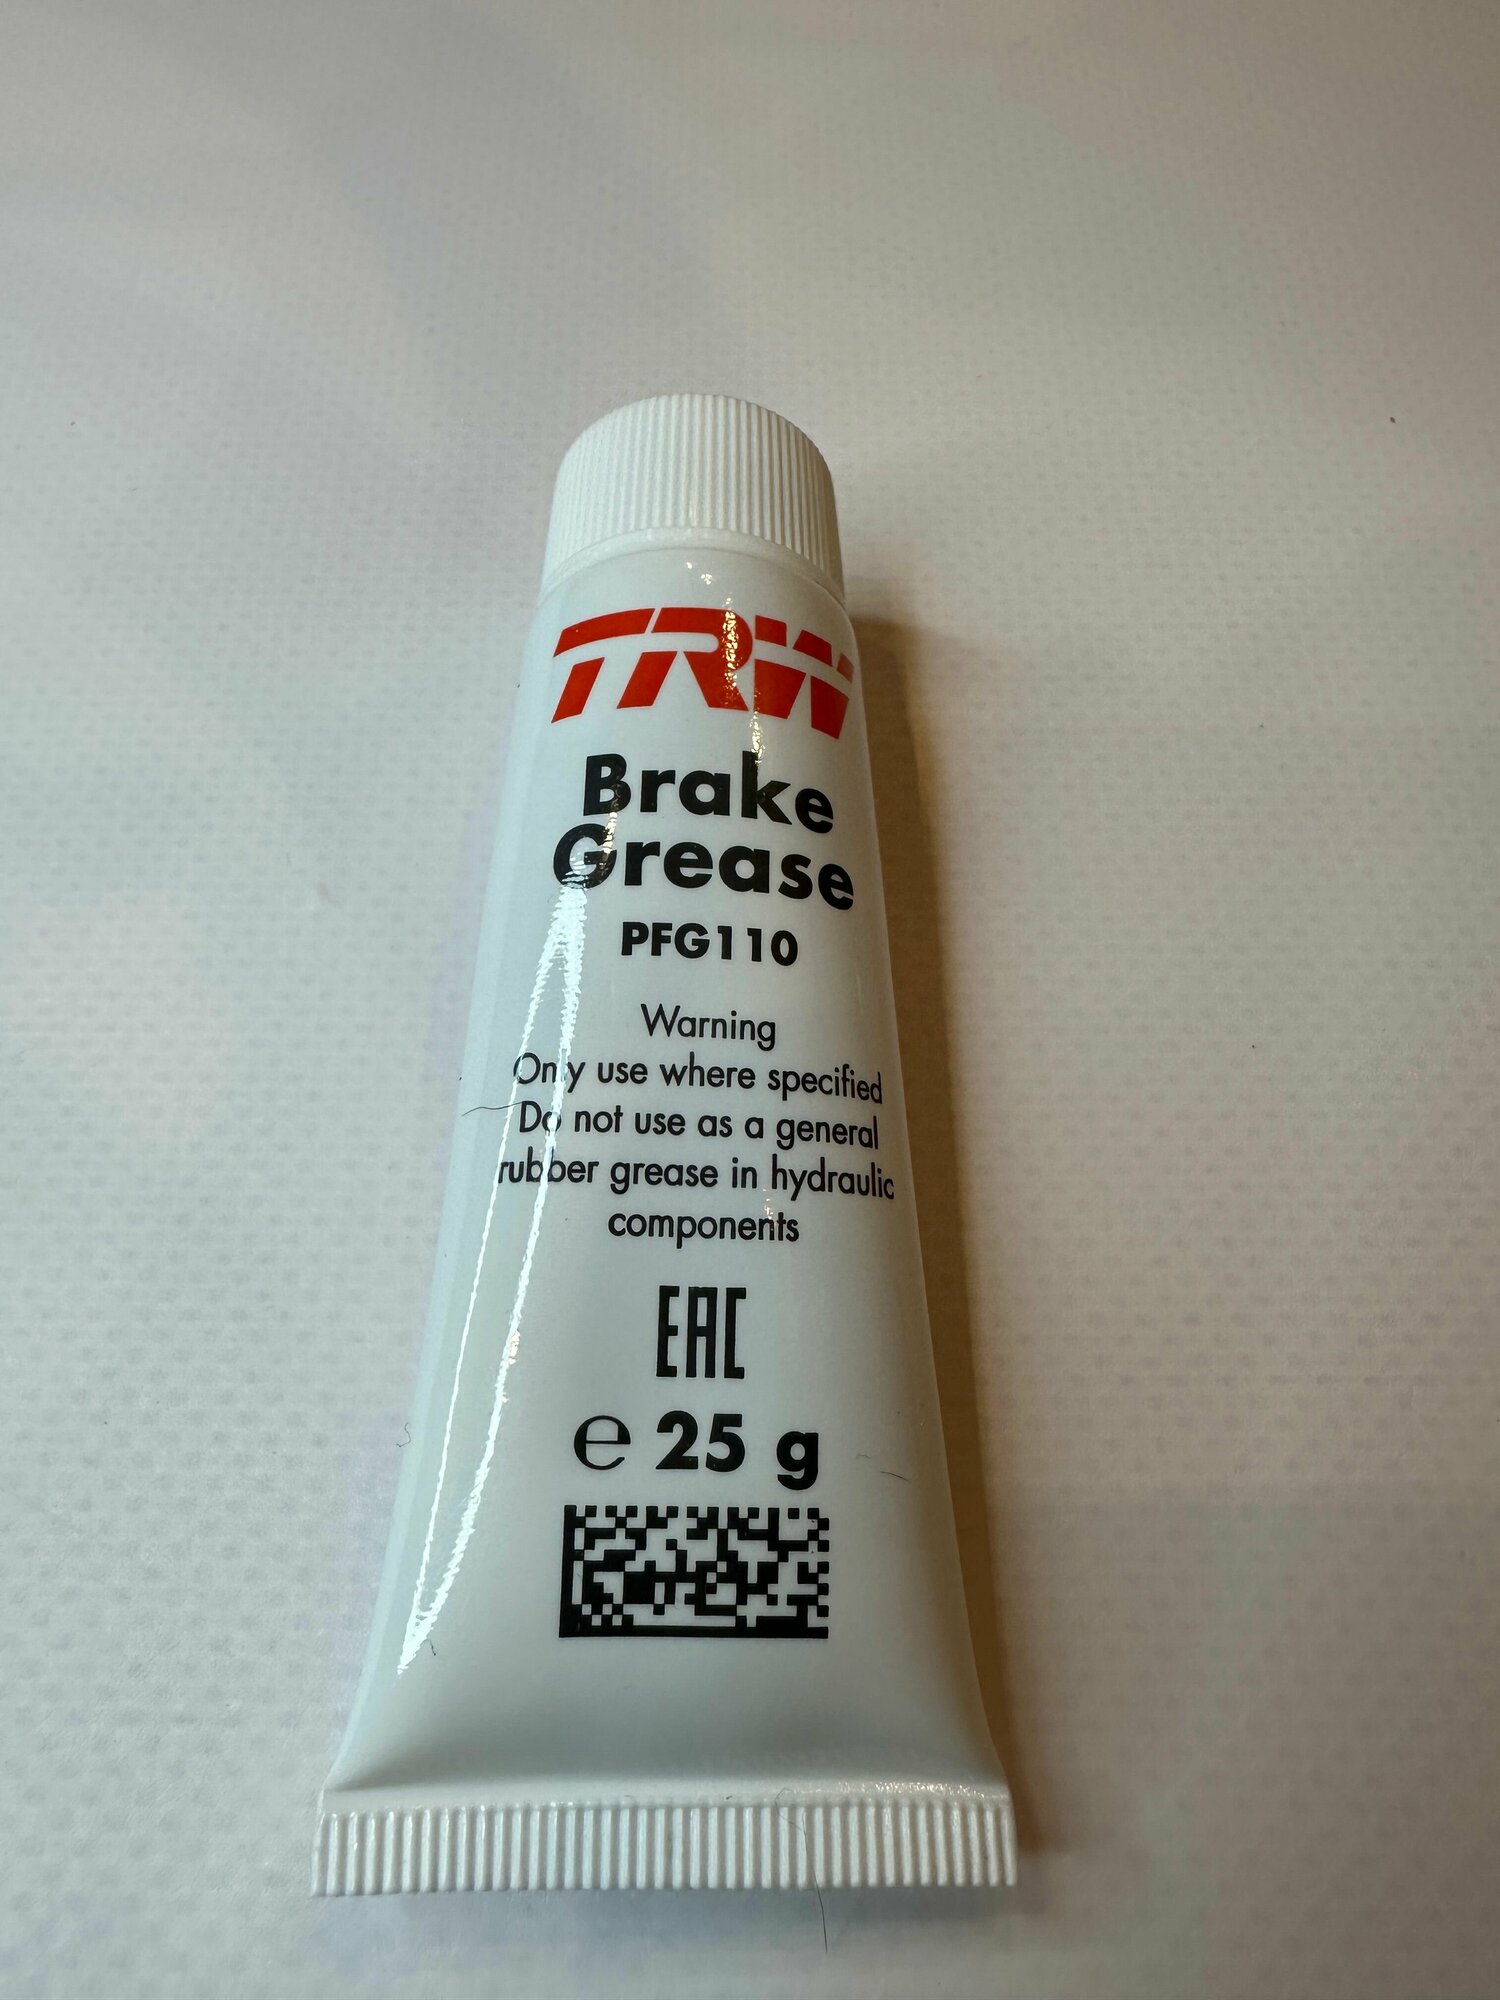 TRW
Brake
Grease
PFG110
Warning
Only use where specified
Do not use as a general
rubber grease in hydraulic
components
EAC
℮ 25 g